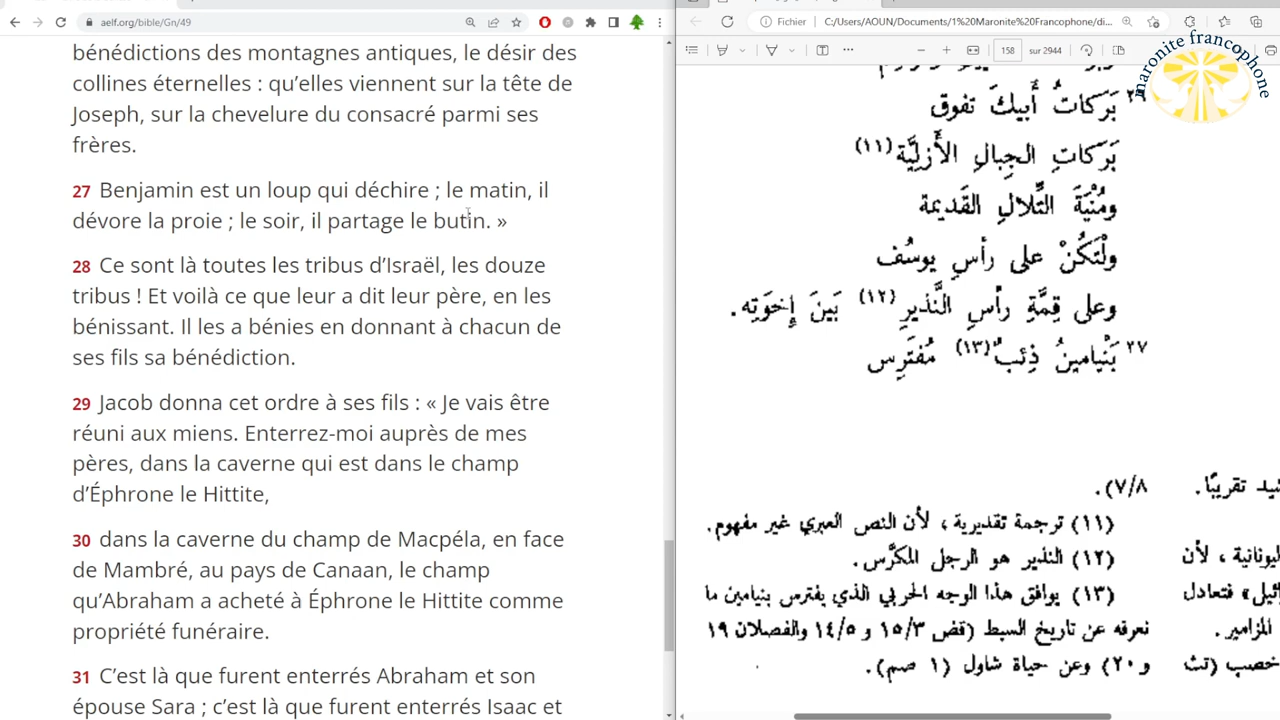 aelf.org/bible/Gn/49
bénédictions des montagnes antiques, le désir des
collines éternelles : qu’elles viennent sur la tête de
Joseph, sur la chevelure du consacré parmi ses
frères.
27 Benjamin est un loup qui déchire ; le matin, il
dévore la proie ; le soir, il partage le butin. »
28 Ce sont là toutes les tribus d’Israël, les douze
tribus ! Et voilà ce que leur a dit leur père, en les
bénissant. Il les a bénies en donnant à chacun de
ses fils sa bénédiction.
29 Jacob donna cet ordre à ses fils : « Je vais être
réuni aux miens. Enterrez-moi auprès de mes
pères, dans la caverne qui est dans le champ
d’Éphrone le Hittite,
30 dans la caverne du champ de Macpéla, en face
de Mambré, au pays de Canaan, le champ
qu’Abraham a acheté à Éphrone le Hittite comme
propriété funéraire.
31 C’est là que furent enterrés Abraham et son
épouse Sara ; c’est là que furent enterrés Isaac et
Fichier C:/Users/AOUN/Documents/1%20Maronite%20Francophone/di...
158 sur 2944
maronite francophone
بَرَكاتُ أَبيكَ تفوق
بَرَكاتِ الجِبالِ الأَزلِيَّة (١١)
ومُنْيَةَ التِّلالِ القَديمة
ولْتَكُنْ على رأسِ يوسُف
وعلى قِمَّةِ رأسِ النَّذيرِ (١٢) بَينَ إِخوَتِه .
٢٧ بَنْيامينُ ذِئبٌ (١٣) مُفتَرِس
٧/٨).
(١١) ترجمة تقديرية ، لأن النص العبري غير مفهوم.
(١٢) النذير هو الرجل المكرَّس.
(١٣) يوافق هذا الوجه الحربي الذي يفترس بنيامين ما
نعرفه عن تاريخ السبط (قض ١٥/٣ و ١٤/٥ والفصلان ١٩
و ٢٠) وعن حياة شاول (١ صم).
تقريبًا.
ليونانية ، لأن
فتعادل
المزامير .
خصب (تث